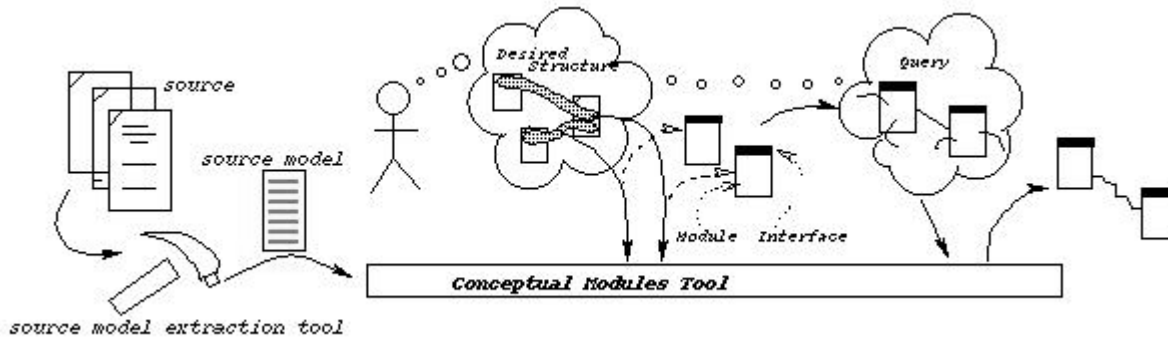 source
source model
source model extraction tool
Desired
Structure
Query
Module Interface
Conceptual Modules Tool